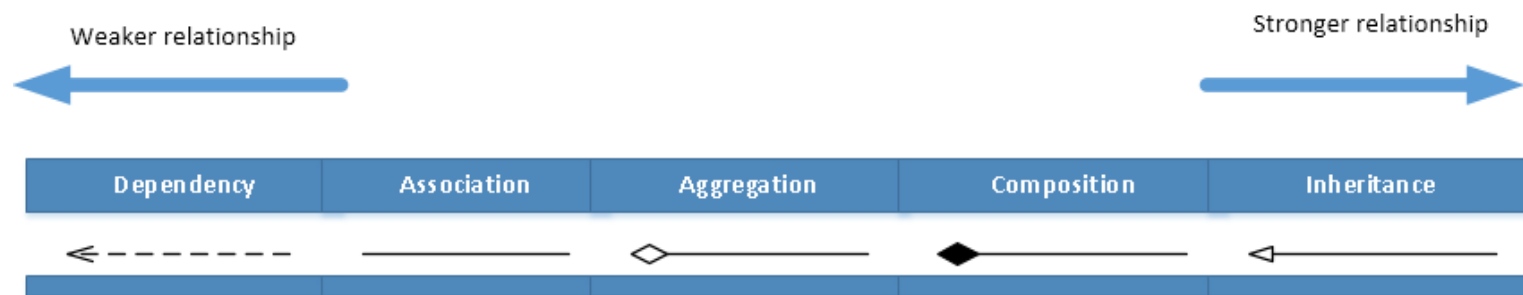 Weaker relationship
Stronger relationship
Dependency Association Aggregation Composition Inheritance